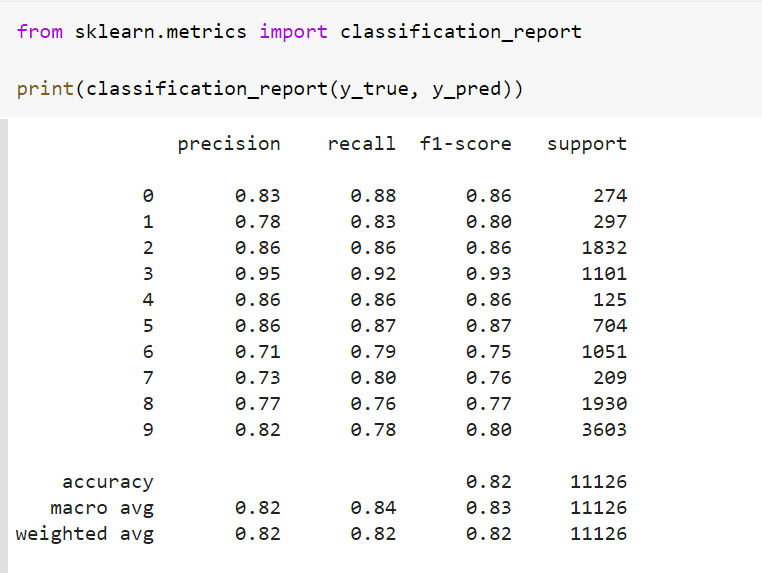 from sklearn.metrics import classification_report
print(classification_report(y_true, y_pred))
precision recall f1-score support
0 0.83 0.88 0.86 274
1 0.78 0.83 0.80 297
2 0.86 0.86 0.86 1832
3 0.95 0.92 0.93 1101
4 0.86 0.86 0.86 125
5 0.86 0.87 0.87 704
6 0.71 0.79 0.75 1051
7 0.73 0.80 0.76 209
8 0.77 0.76 0.77 1930
9 0.82 0.78 0.80 3603
accuracy 0.82 11126
macro avg 0.82 0.84 0.83 11126
weighted avg 0.82 0.82 0.82 11126